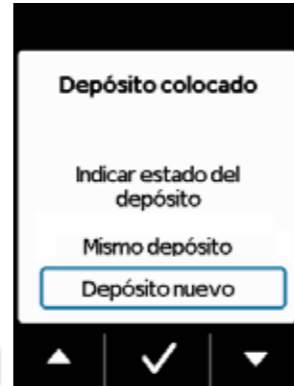 Depósito colocado
Indicar estado del
depósito
Mismo depósito
Depósito nuevo